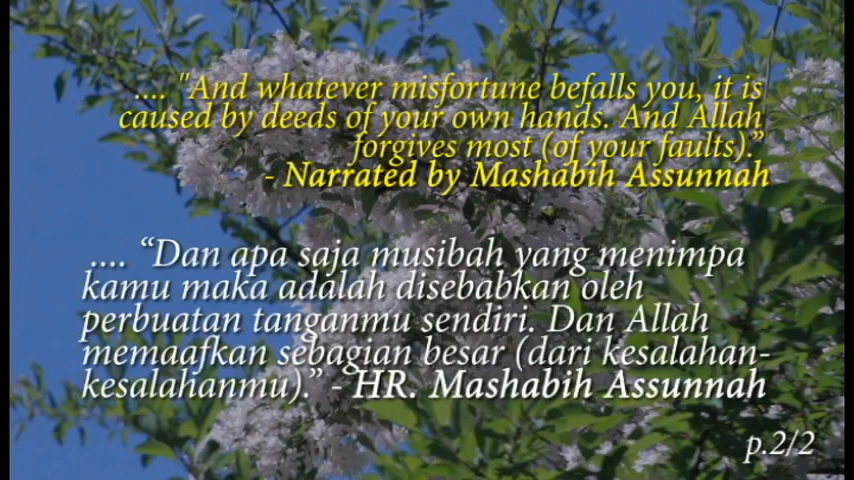 .... "And whatever misfortune befalls you, it is
caused by deeds of your own hands. And Allah
forgives most (of your faults).”
- Narrated by Mashabih Assunnah
.... “Dan apa saja musibah yang menimpa
kamu maka adalah disebabkan oleh
perbuatan tanganmu sendiri. Dan Allah
memaafkan sebagian besar (dari kesalahan-
kesalahanmu).” - HR. Mashabih Assunnah
p.2/2